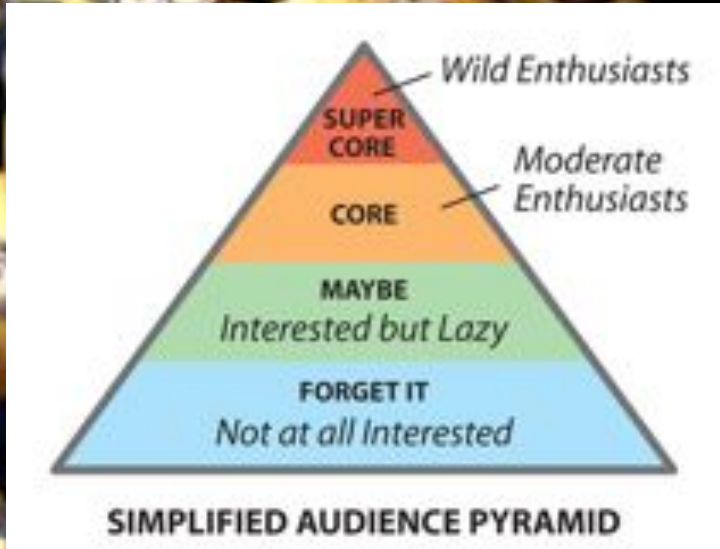 Wild Enthusiasts
SUPER
CORE
Moderate
Enthusiasts
CORE
MAYBE
Interested but Lazy
FORGET IT
Not at all Interested
SIMPLIFIED AUDIENCE PYRAMID